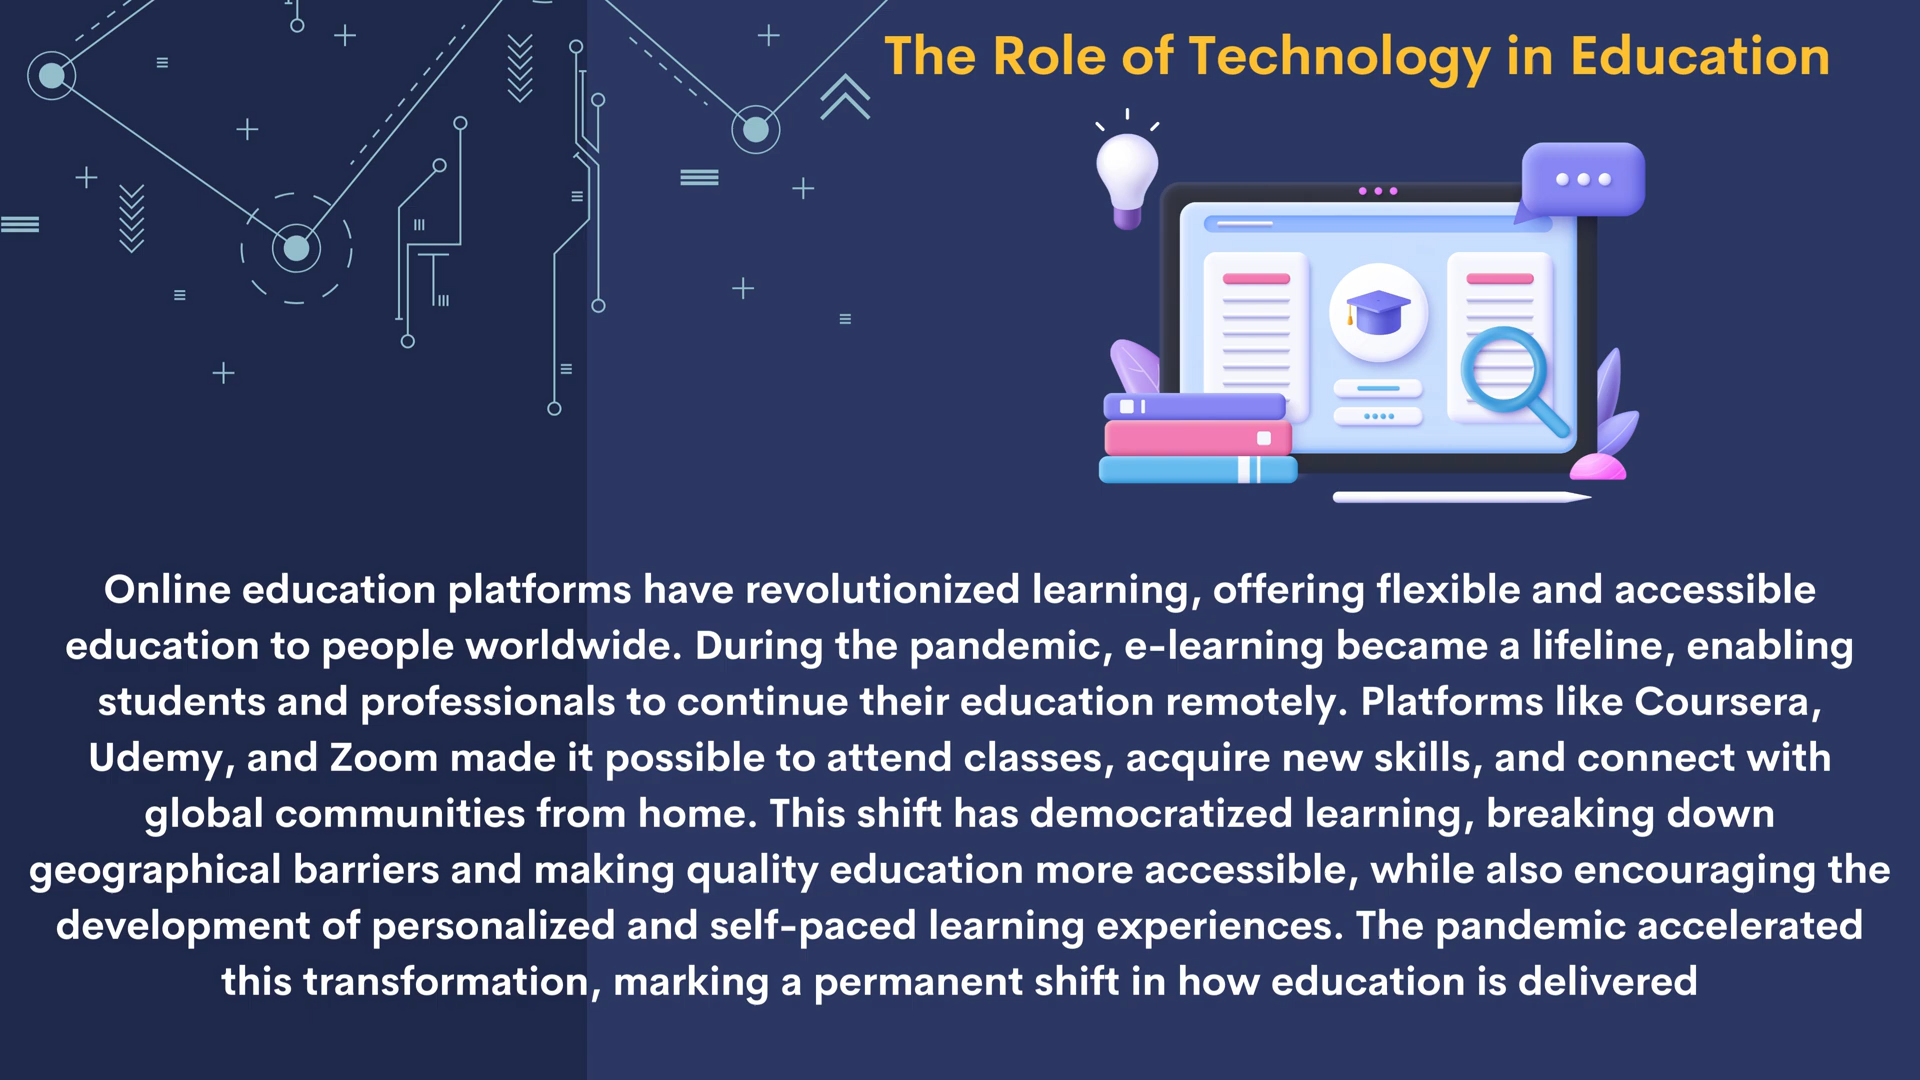 The Role of Technology in Education
Online education platforms have revolutionized learning, offering flexible and accessible
education to people worldwide. During the pandemic, e-learning became a lifeline, enabling
students and professionals to continue their education remotely. Platforms like Coursera,
Udemy, and Zoom made it possible to attend classes, acquire new skills, and connect with
global communities from home. This shift has democratized learning, breaking down
geographical barriers and making quality education more accessible, while also encouraging the
development of personalized and self-paced learning experiences. The pandemic accelerated
this transformation, marking a permanent shift in how education is delivered